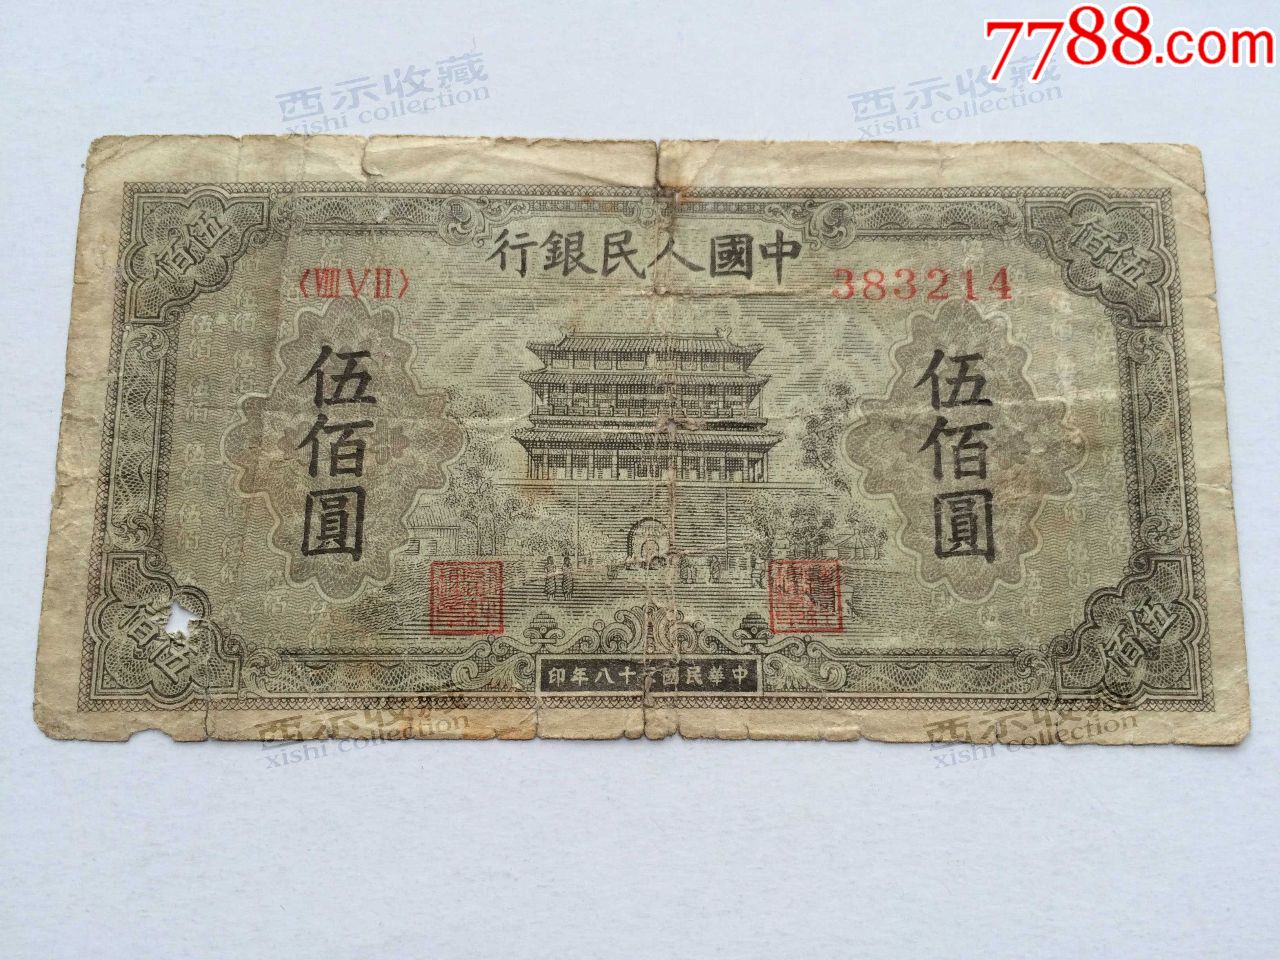 7788.com
西示收藏
xishi collection
西示收藏
xishi collection
中國人民銀行
〈ⅧⅤⅡ〉
383214
伍佰
伍佰
伍佰圓
伍佰圓
伍佰
伍佰
中華民國三十八年印
西示收藏
xishi collection
西示收藏
xishi collection